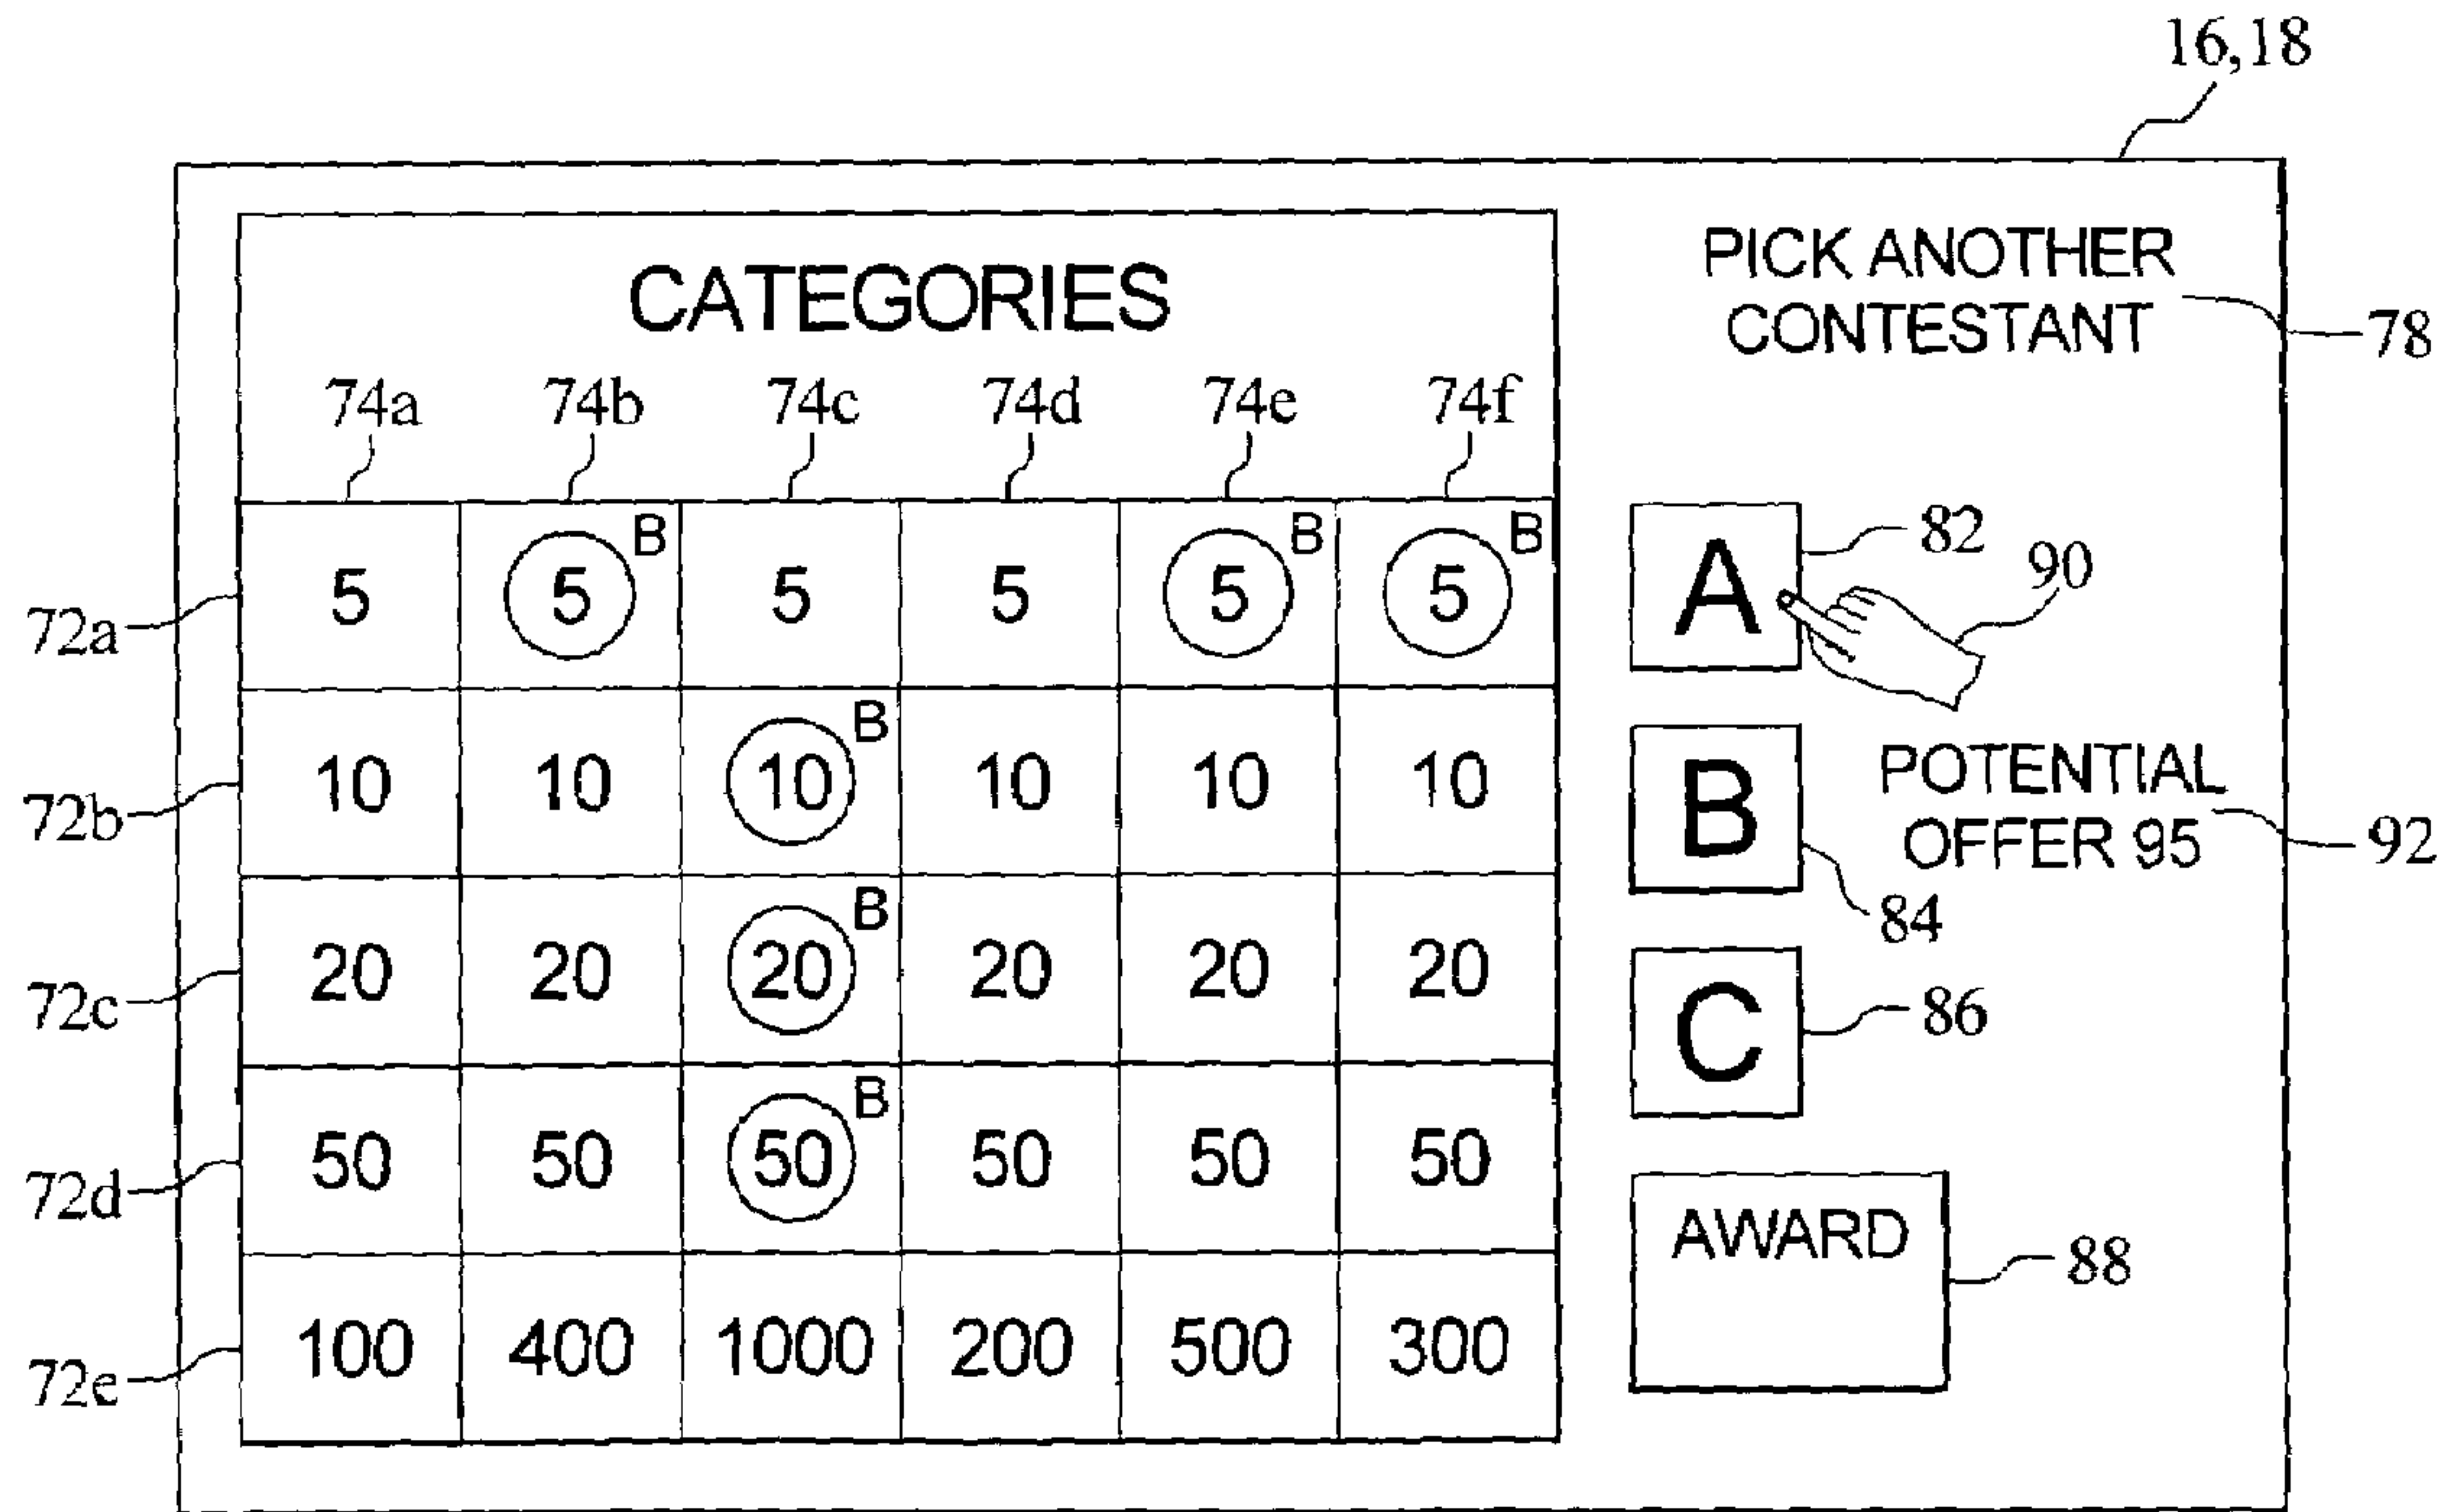 16,18
PICK ANOTHER
CONTESTANT
78
CATEGORIES
74a 74b 74c 74d 74e 74f
72a 5 5 B 5 5 5 B 5 B
72b 10 10 10 B 10 10 10
72c 20 20 20 B 20 20 20
72d 50 50 50 B 50 50 50
72e 100 400 1000 200 500 300
A
82
90
B
POTENTIAL
OFFER 95
92
84
C
86
AWARD
88